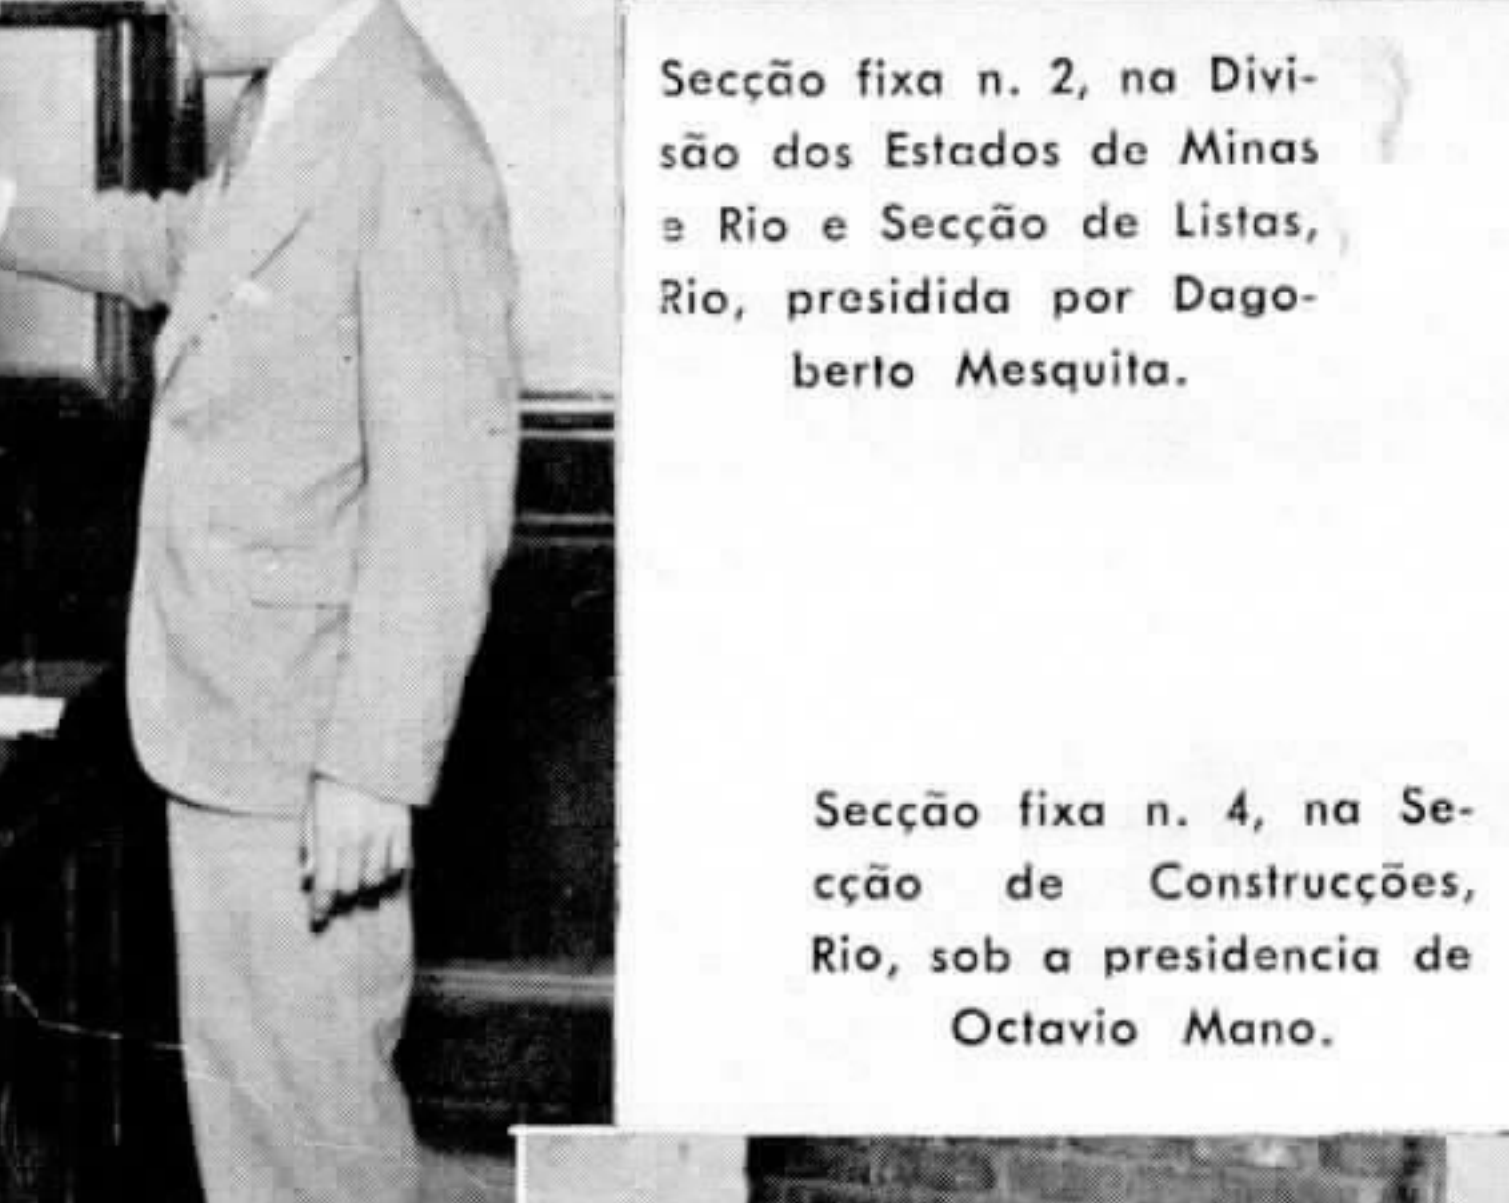 Secção fixa n. 2, na Divi-
são dos Estados de Minas
e Rio e Secção de Listas,
Rio, presidida por Dago-
berto Mesquita.
Secção fixa n. 4, na Se-
cção de Construcções,
Rio, sob a presidencia de
Octavio Mano.